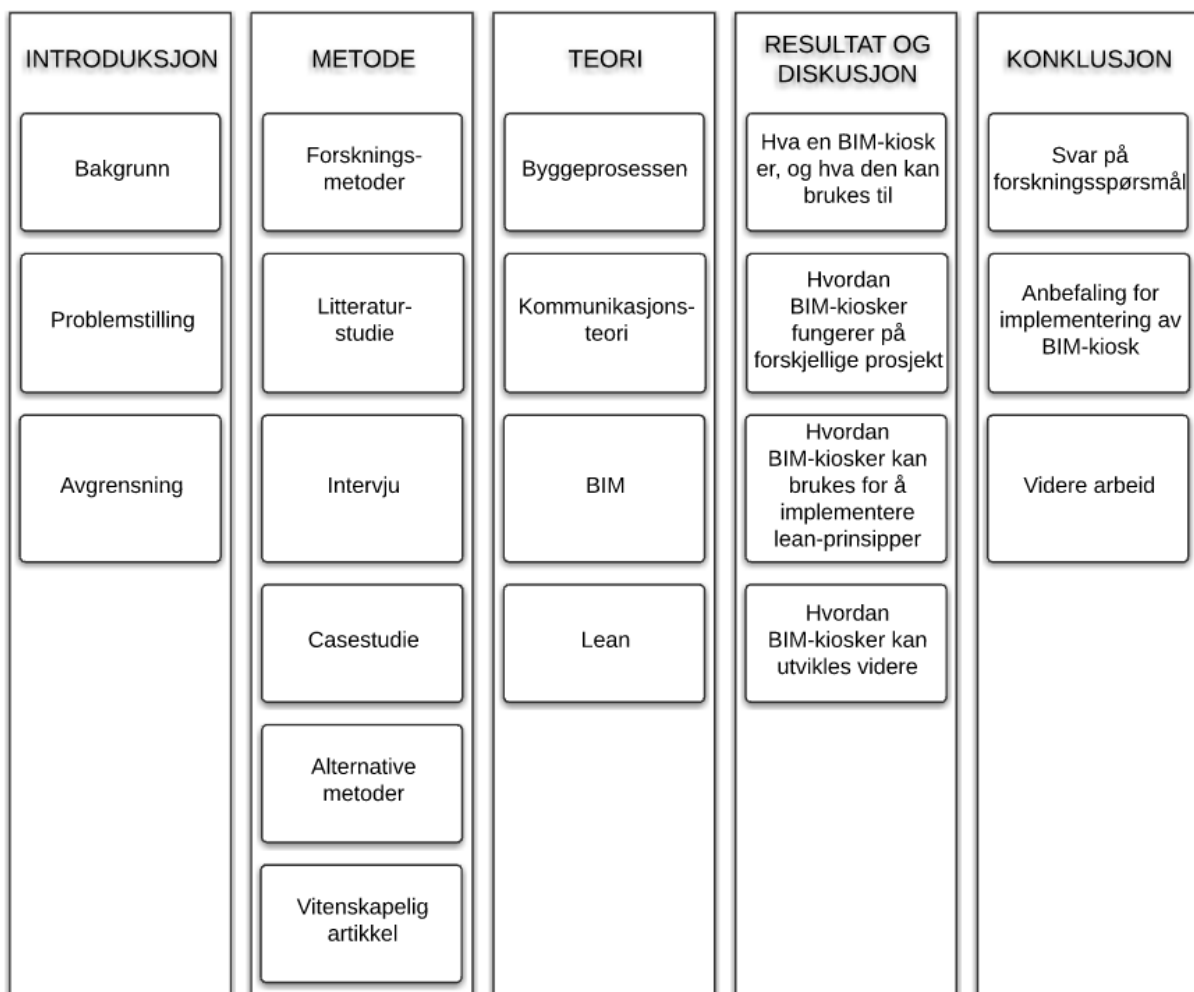 INTRODUKSJON
Bakgrunn
Problemstilling
Avgrensning
METODE
Forsknings-
metoder
Litteratur-
studie
Intervju
Casestudie
Alternative
metoder
Vitenskapelig
artikkel
TEORI
Byggeprosessen
Kommunikasjons-
teori
BIM
Lean
RESULTAT OG
DISKUSJON
Hva en BIM-kiosk
er, og hva den kan
brukes til
Hvordan
BIM-kiosker
fungerer på
forskjellige prosjekt
Hvordan
BIM-kiosker kan
brukes for å
implementere
lean-prinsipper
Hvordan
BIM-kiosker kan
utvikles videre
KONKLUSJON
Svar på
forskningsspørsmål
Anbefaling for
implementering av
BIM-kiosk
Videre arbeid